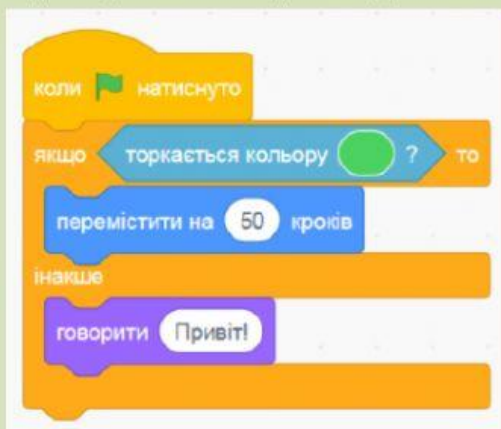 коли натиснуто
якщо торкається кольору ? то
перемістити на 50 кроків
інакше
говорити Привіт!